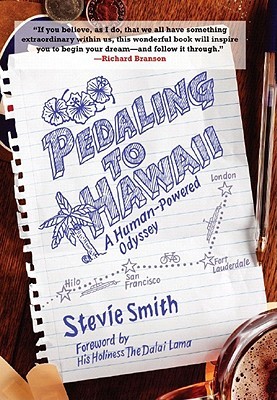 "If you believe, as I do, that we all have something
extraordinary within us, this wonderful book will inspire
you to begin your dream—and follow it through."
—Richard Branson
PEDALING
TO
HAWAII
A Human-Powered
Odyssey
London
Fort
Lauderdale
San
Francisco
Hilo
Stevie Smith
Foreword by
His Holiness The Dalai Lama